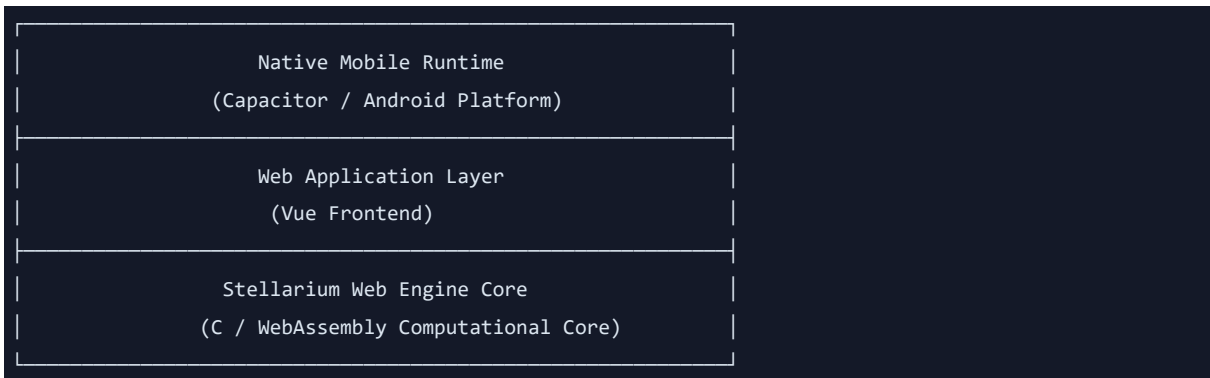 Native Mobile Runtime
(Capacitor / Android Platform)
Web Application Layer
(Vue Frontend)
Stellarium Web Engine Core
(C / WebAssembly Computational Core)